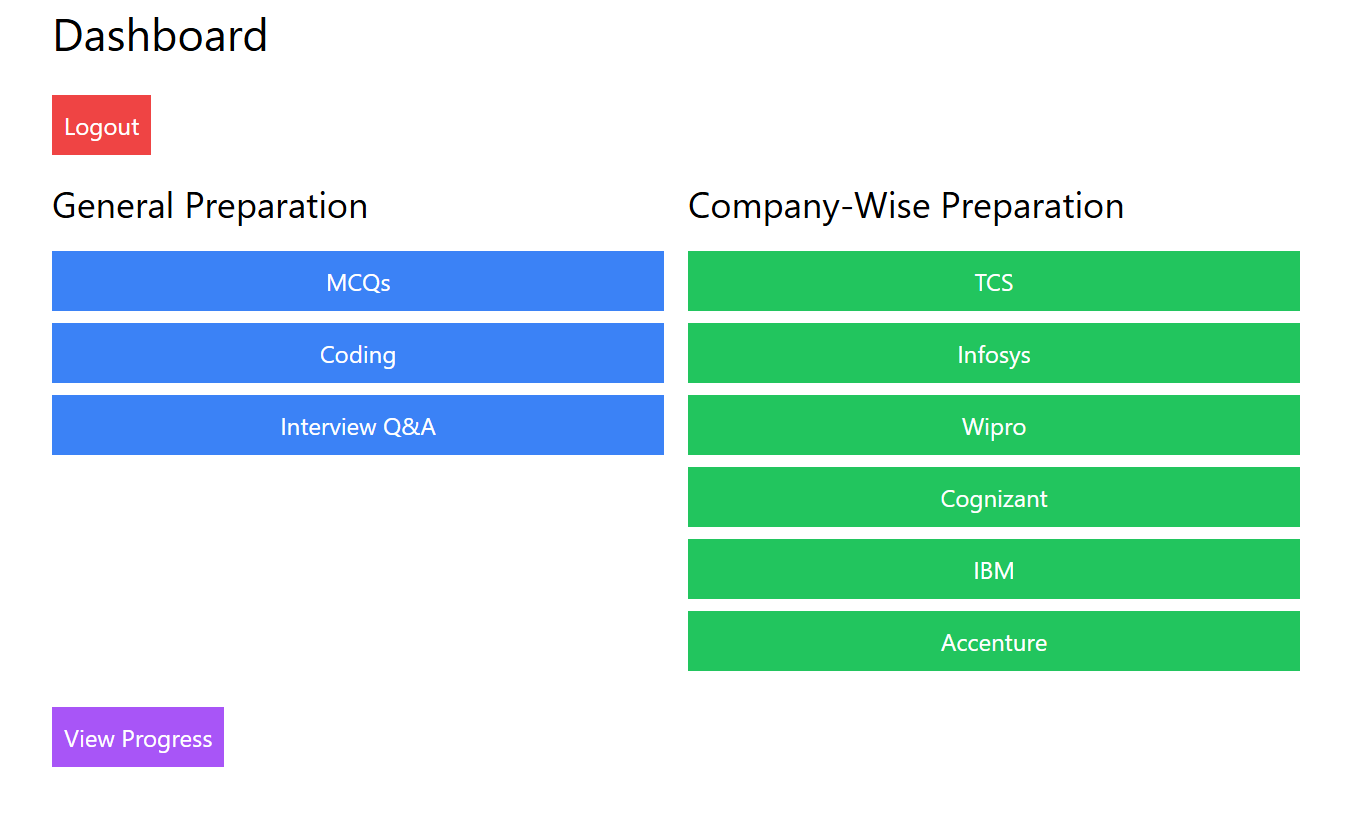 Dashboard
Logout
General Preparation
MCQs
Coding
Interview Q&A
Company-Wise Preparation
TCS
Infosys
Wipro
Cognizant
IBM
Accenture
View Progress